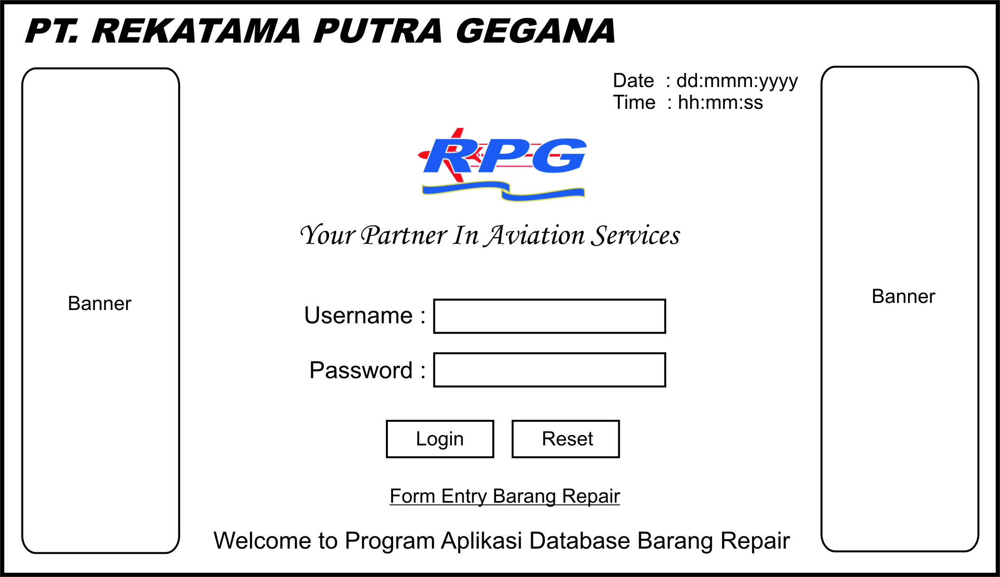 PT. REKATAMA PUTRA GEGANA
Date : dd:mmm:yyyy
Time : hh:mm:ss
RPG
Your Partner In Aviation Services
Banner
Banner
Username :
Password :
Login
Reset
Form Entry Barang Repair
Welcome to Program Aplikasi Database Barang Repair